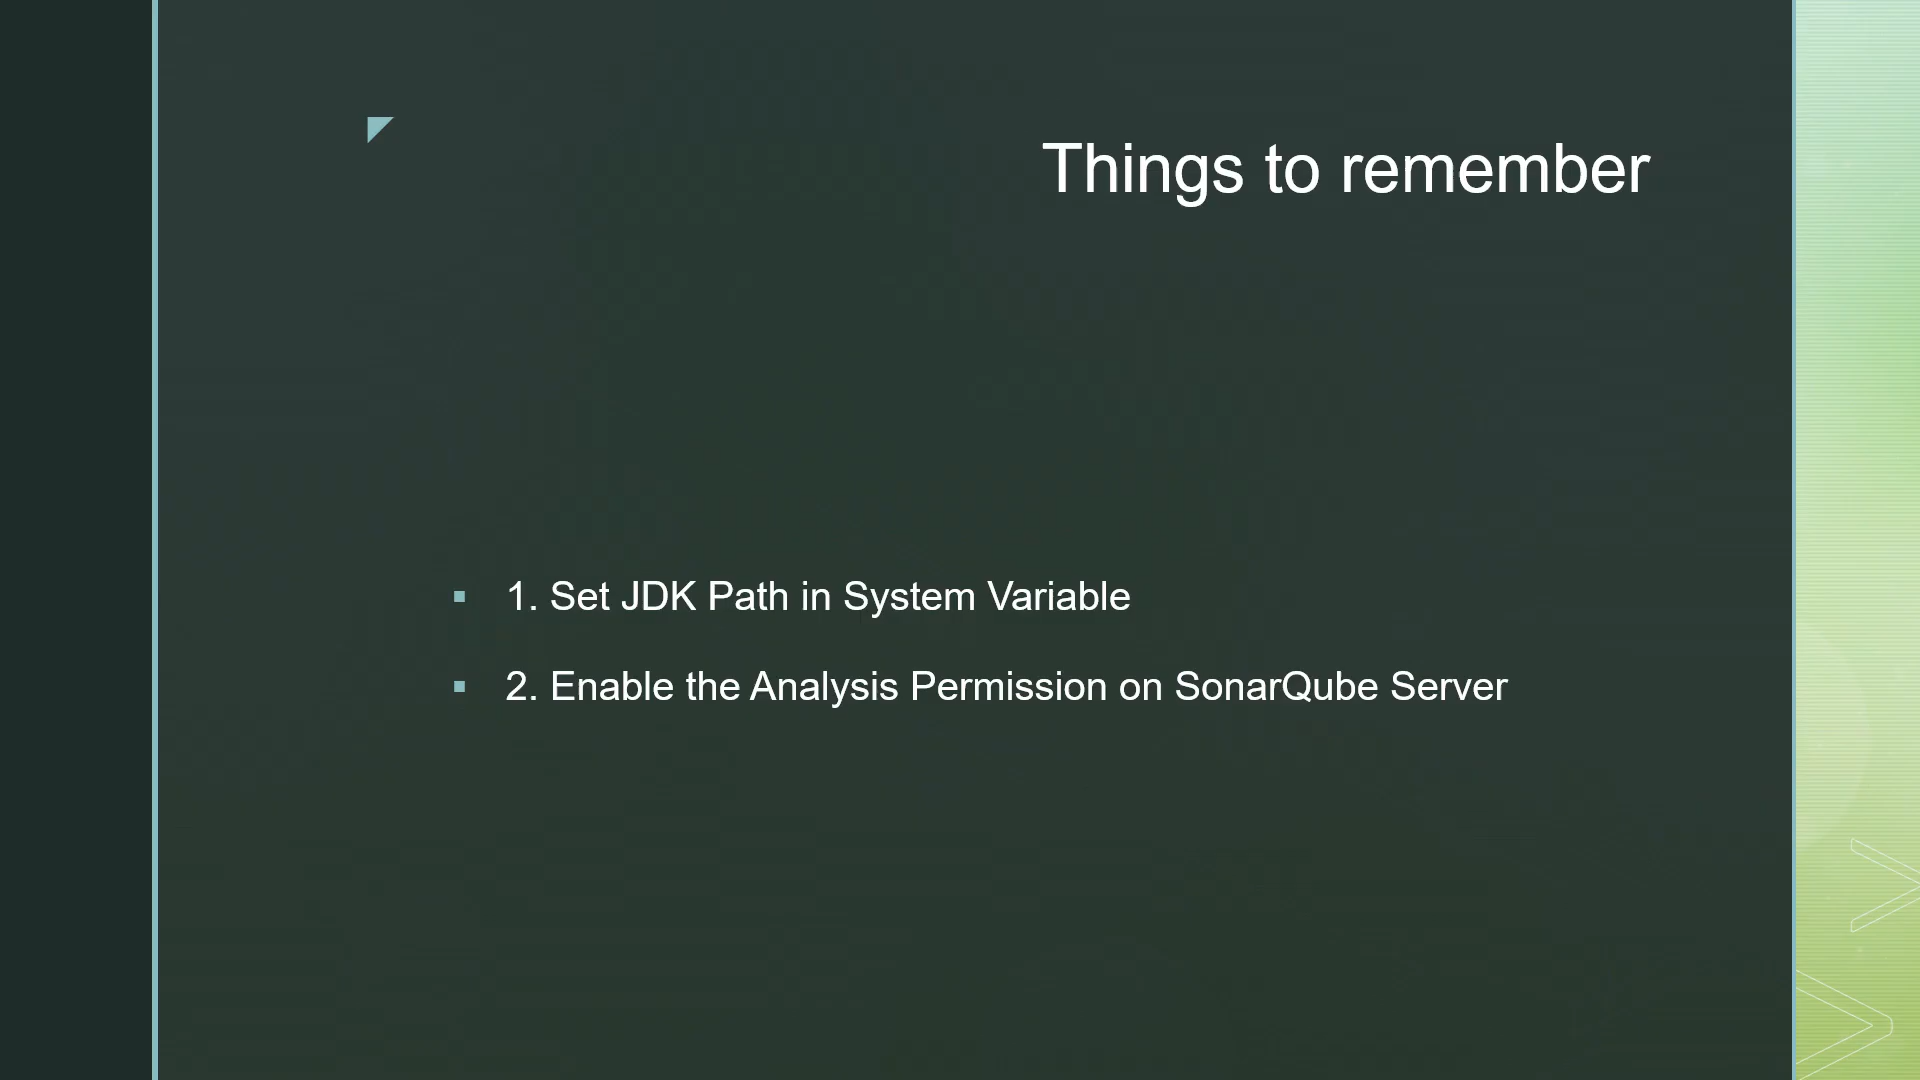 Things to remember
1. Set JDK Path in System Variable
2. Enable the Analysis Permission on SonarQube Server